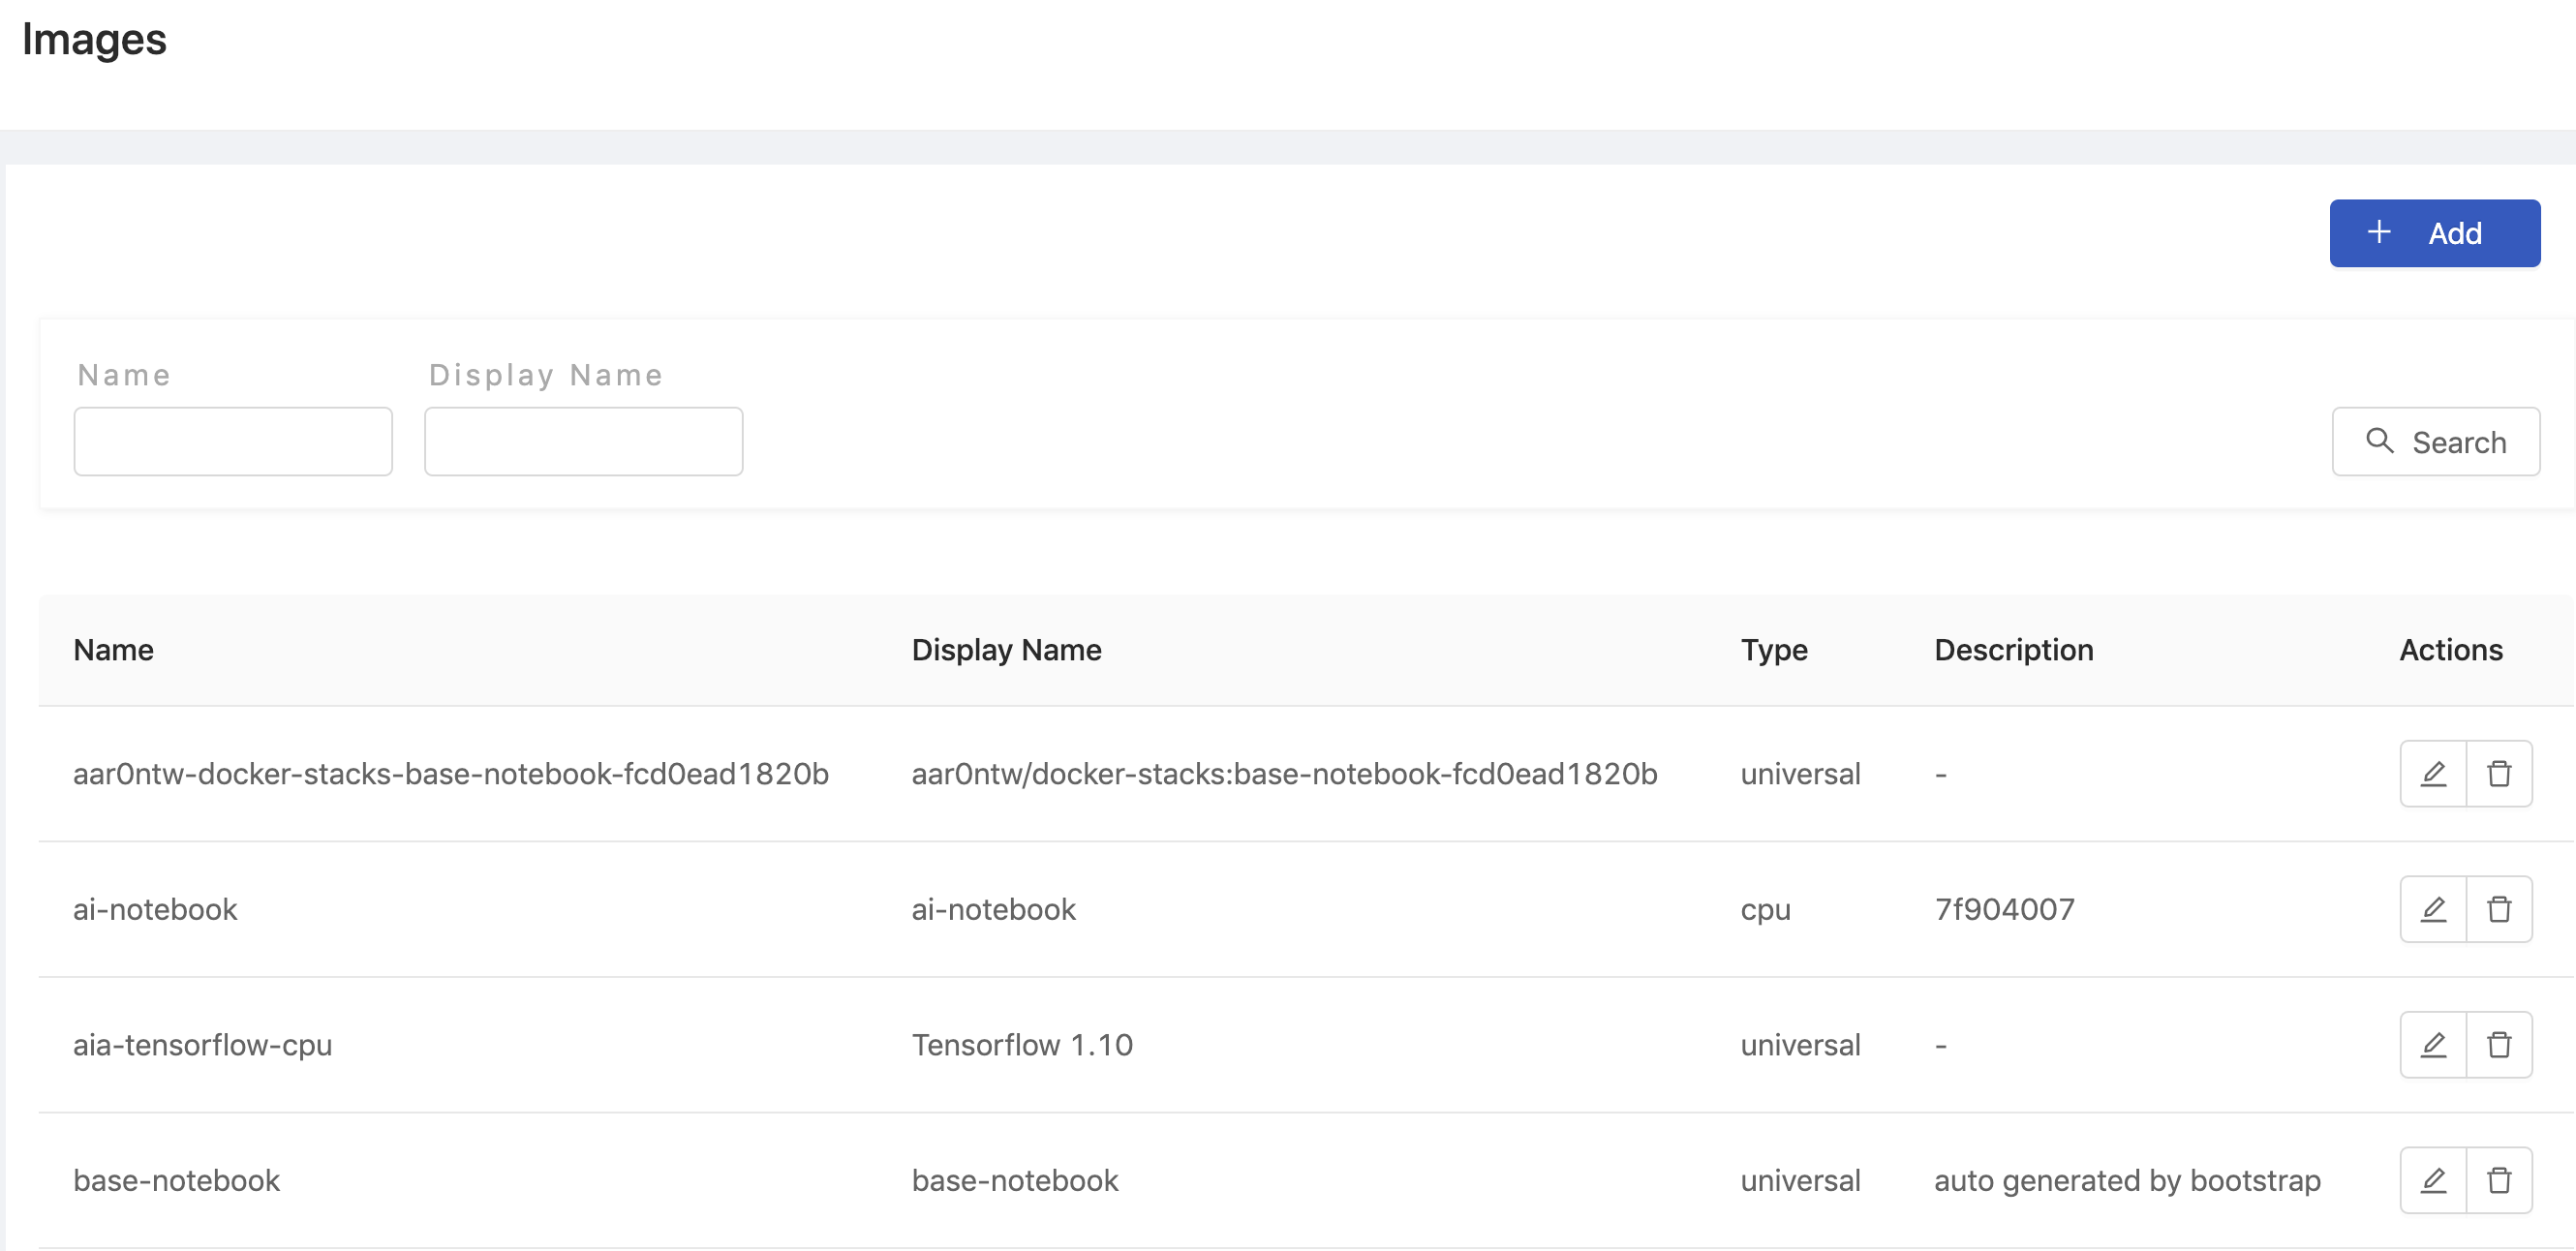 Images
Add
Name Display Name
Search
Name Display Name Type Description Actions
aar0ntw-docker-stacks-base-notebook-fcd0ead1820b aar0ntw/docker-stacks:base-notebook-fcd0ead1820b universal -
ai-notebook ai-notebook cpu 7f904007
aia-tensorflow-cpu Tensorflow 1.10 universal -
base-notebook base-notebook universal auto generated by bootstrap